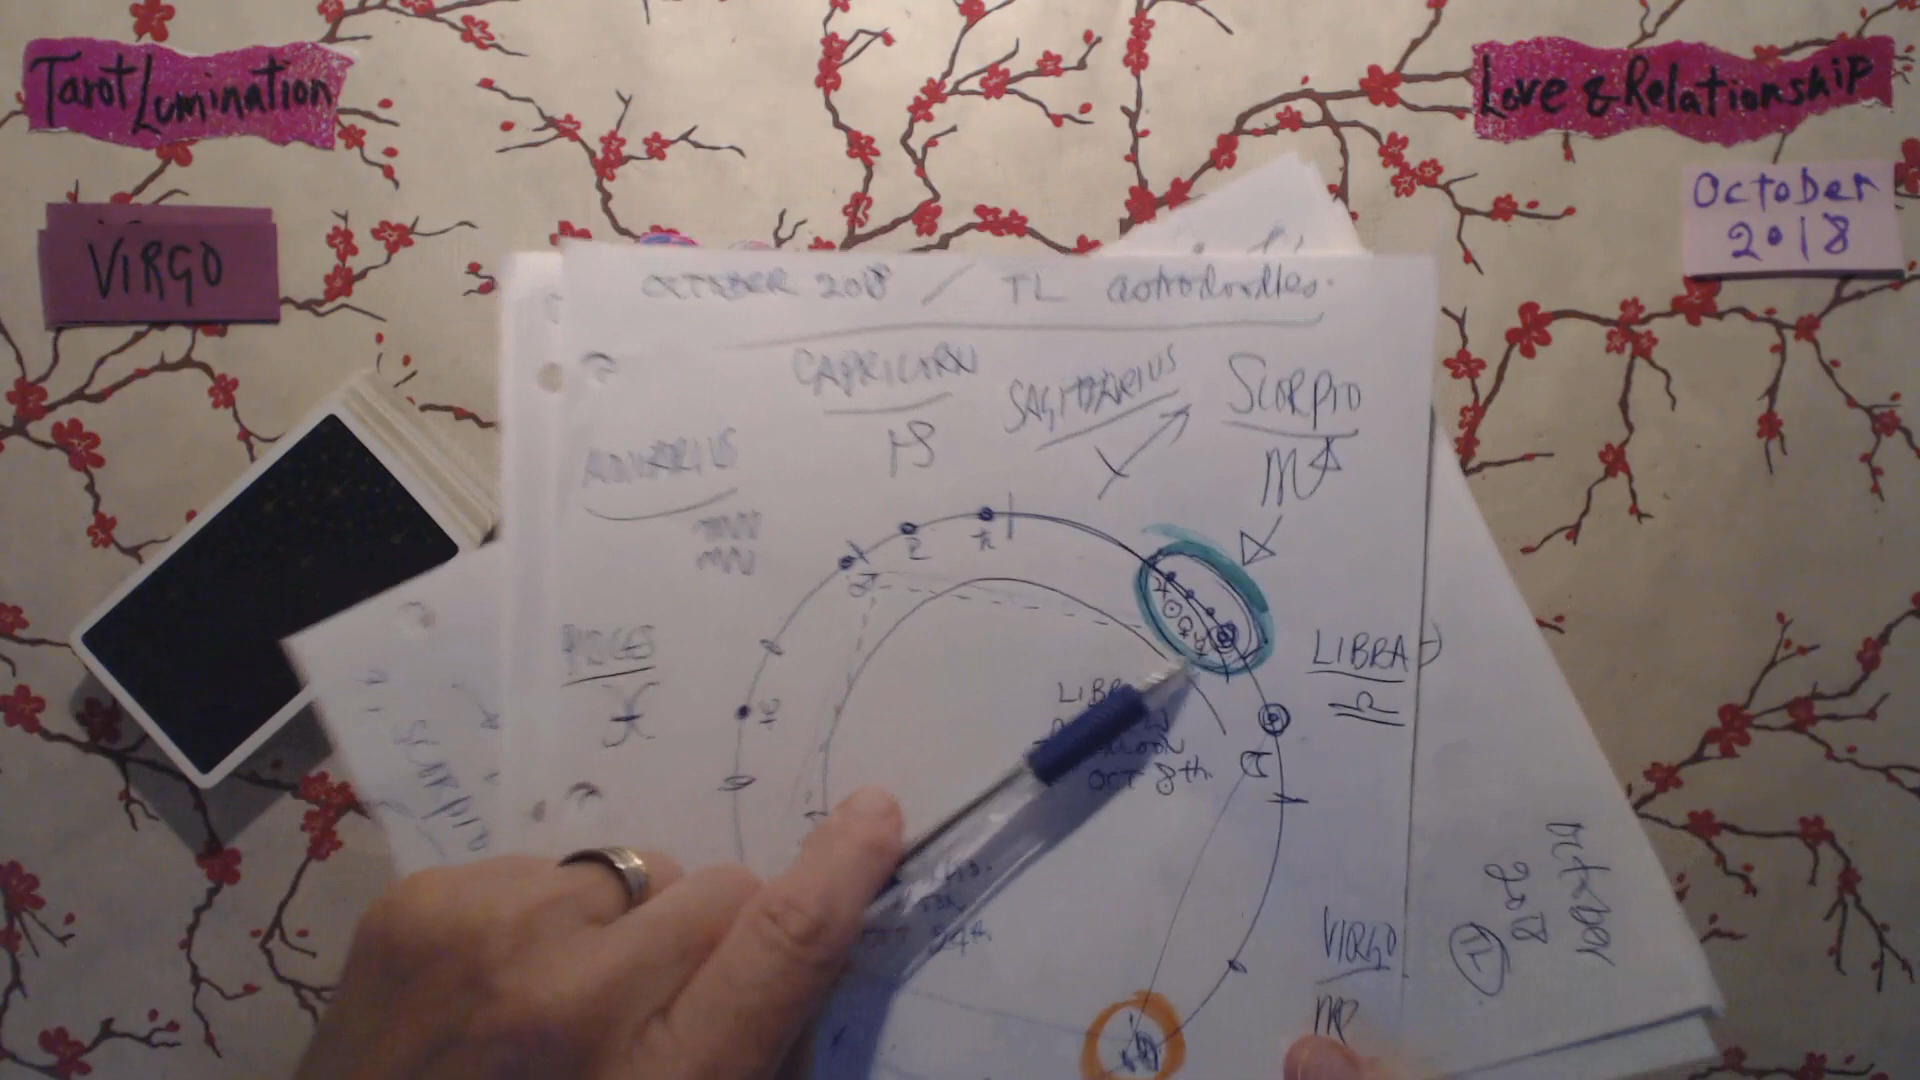 Tarot Lumination
Love & Relationship
VIRGO
October
2018
OCTOBER 2018 / TL astrodoodles.
CAPRICORN
SAGITTARIUS
SCORPIO
AQUARIUS
PISCES
LIBRA
OCT 8th
VIRGO
Scorpio
October
2018
TL